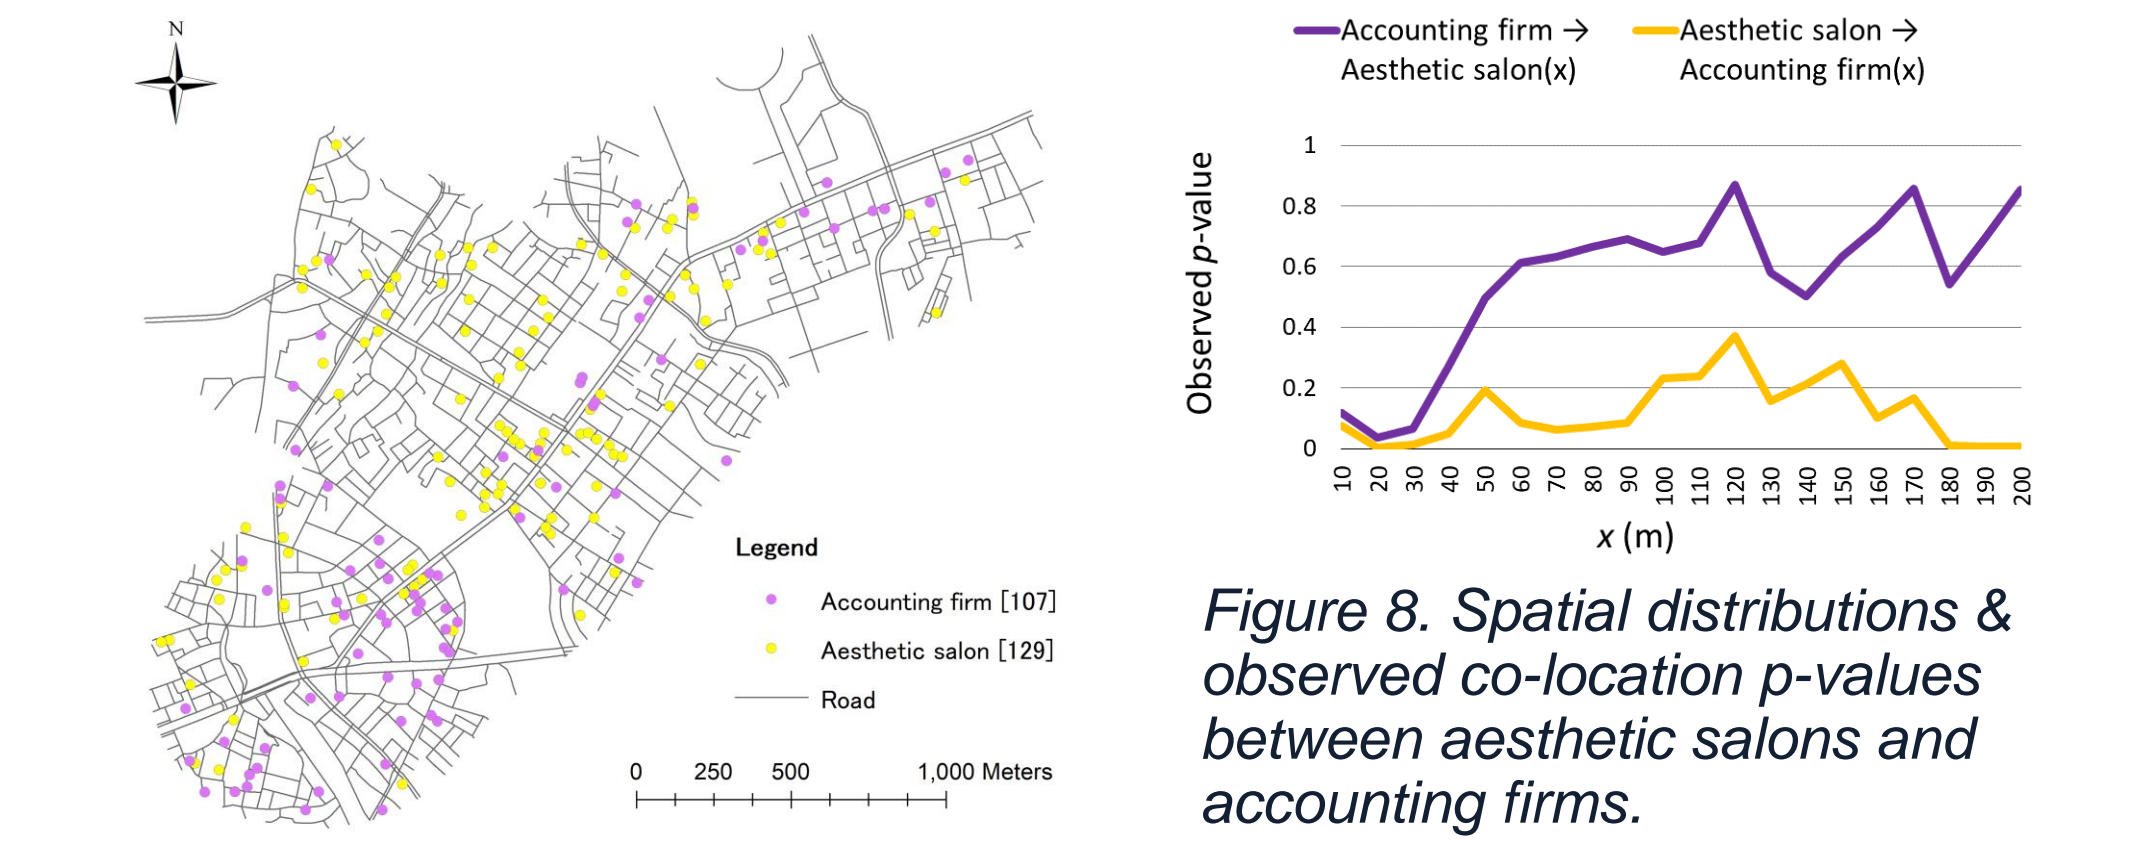 N
Legend
Accounting firm [107]
Aesthetic salon [129]
Road
0 250 500 1,000 Meters
Accounting firm →
Aesthetic salon(x)
Aesthetic salon →
Accounting firm(x)
Observed p-value
1
0.8
0.6
0.4
0.2
0
10 20 30 40 50 60 70 80 90 100 110 120 130 140 150 160 170 180 190 200
x (m)
Figure 8. Spatial distributions &
observed co-location p-values
between aesthetic salons and
accounting firms.